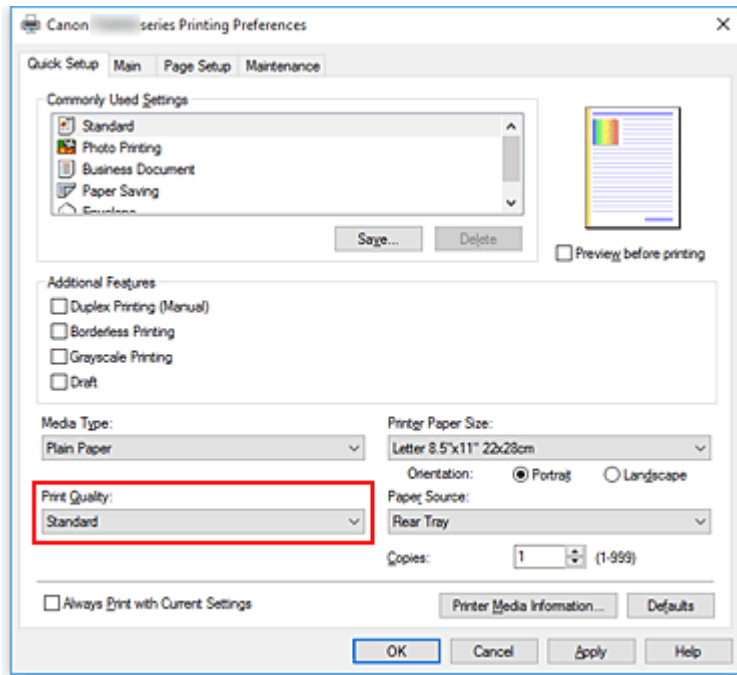 Canon series Printing Preferences
Quick Setup Main Page Setup Maintenance
Commonly Used Settings
Standard
Photo Printing
Business Document
Paper Saving
Envelope
Save... Delete
Preview before printing
Additional Features
Duplex Printing (Manual)
Borderless Printing
Grayscale Printing
Draft
Media Type:
Plain Paper
Printer Paper Size:
Letter 8.5"x11" 22x28cm
Orientation: Portrait Landscape
Print Quality:
Standard
Paper Source:
Rear Tray
Copies: 1 (1-999)
Always Print with Current Settings
Printer Media Information... Defaults
OK Cancel Apply Help